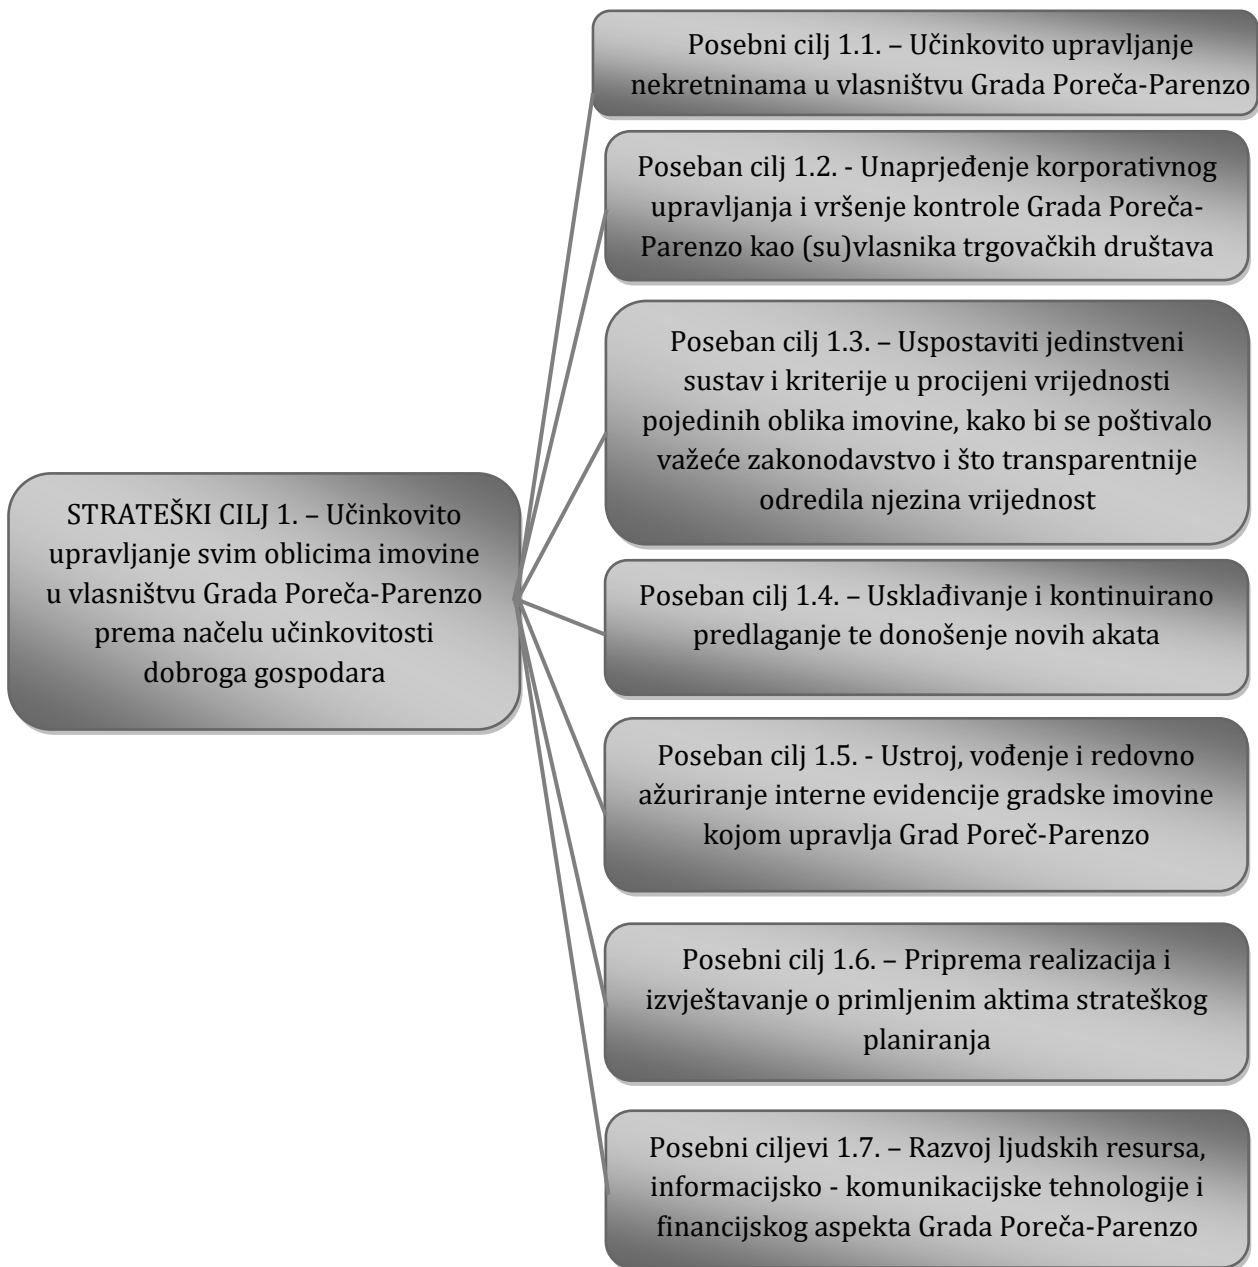 Posebni cilj 1.1. – Učinkovito upravljanje
nekretninama u vlasništvu Grada Poreča-Parenzo
Poseban cilj 1.2. - Unaprjeđenje korporativnog
upravljanja i vršenje kontrole Grada Poreča-
Parenzo kao (su)vlasnika trgovačkih društava
Poseban cilj 1.3. – Uspostaviti jedinstveni
sustav i kriterije u procijeni vrijednosti
pojedinih oblika imovine, kako bi se poštivalo
važeće zakonodavstvo i što transparentnije
odredila njezina vrijednost
STRATEŠKI CILJ 1. – Učinkovito
upravljanje svim oblicima imovine
u vlasništvu Grada Poreča-Parenzo
prema načelu učinkovitosti
dobroga gospodara
Poseban cilj 1.4. – Usklađivanje i kontinuirano
predlaganje te donošenje novih akata
Poseban cilj 1.5. - Ustroj, vođenje i redovno
ažuriranje interne evidencije gradske imovine
kojom upravlja Grad Poreč-Parenzo
Posebni cilj 1.6. – Priprema realizacija i
izvještavanje o primljenim aktima strateškog
planiranja
Posebni ciljevi 1.7. – Razvoj ljudskih resursa,
informacijsko - komunikacijske tehnologije i
financijskog aspekta Grada Poreča-Parenzo